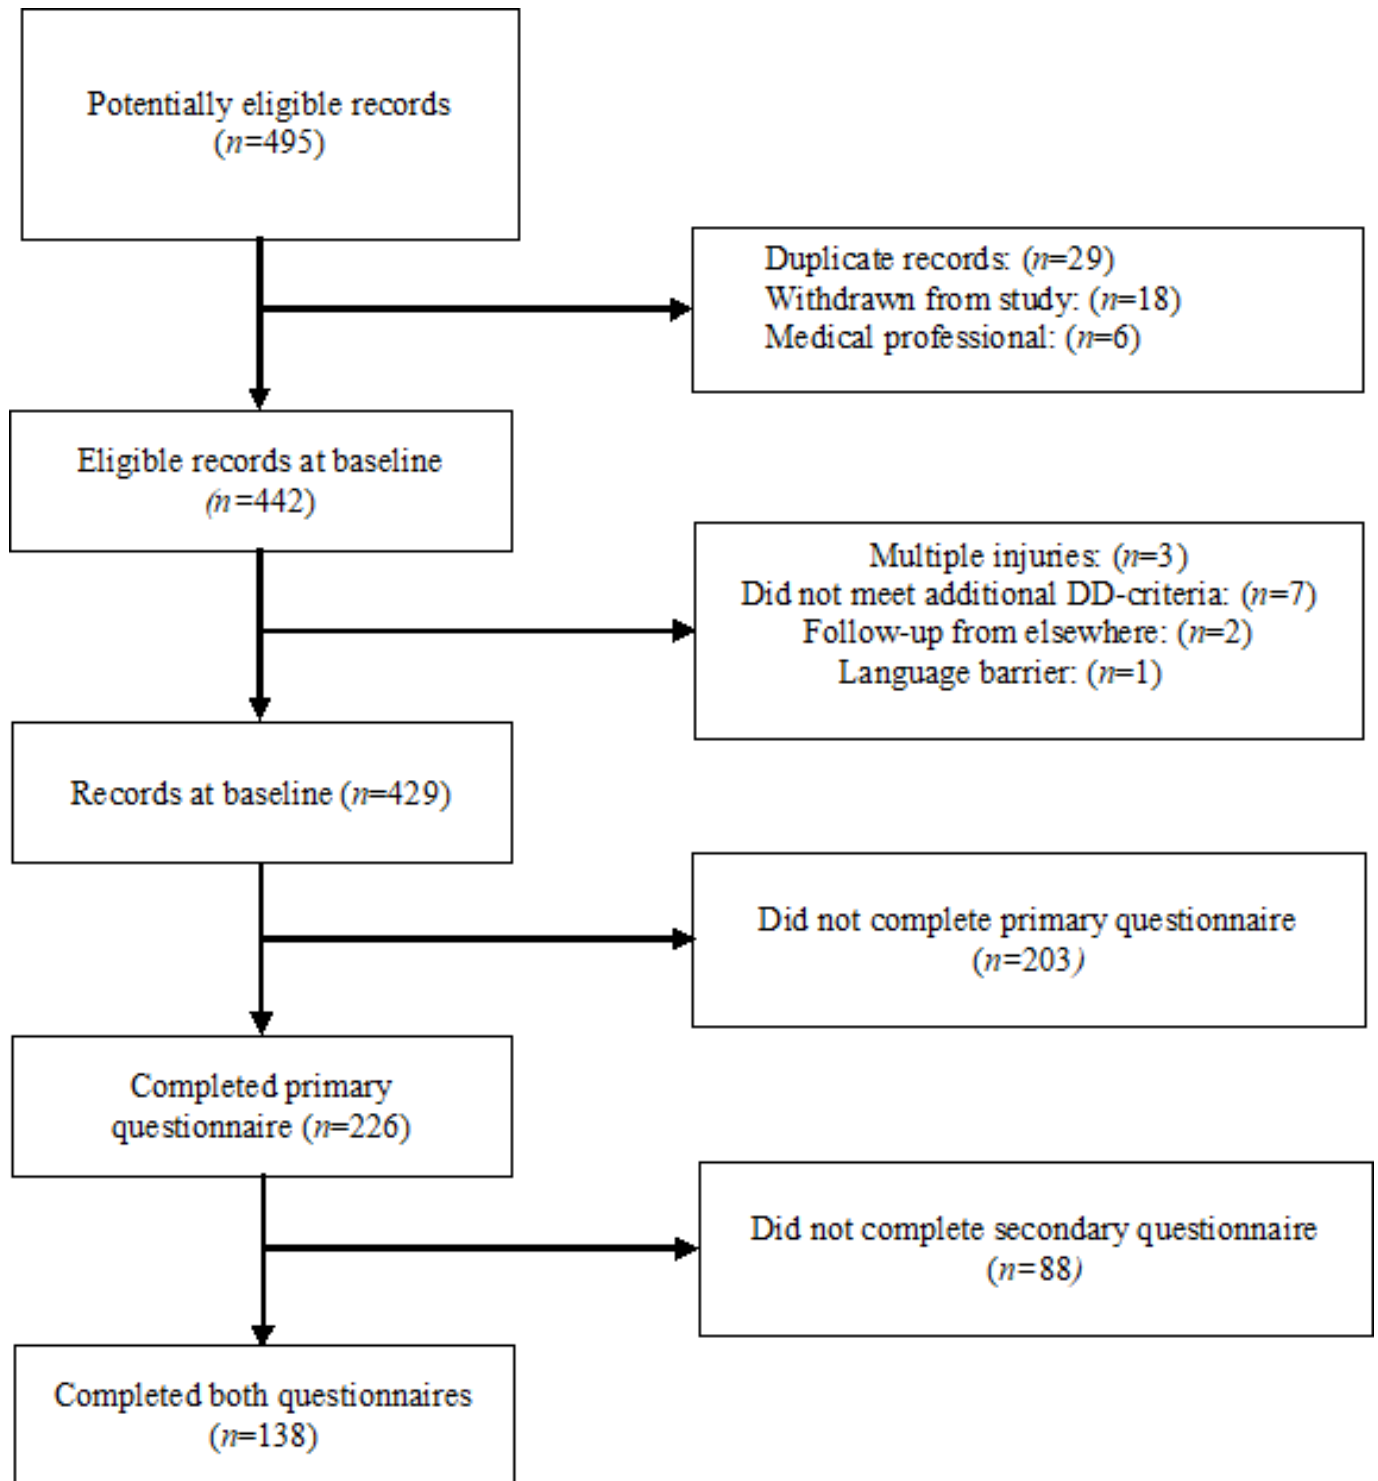 Potentially eligible records
(n=495)
Duplicate records: (n=29)
Withdrawn from study: (n=18)
Medical professional: (n=6)
Eligible records at baseline
(n=442)
Multiple injuries: (n=3)
Did not meet additional DD-criteria: (n=7)
Follow-up from elsewhere: (n=2)
Language barrier: (n=1)
Records at baseline (n=429)
Did not complete primary questionnaire
(n=203)
Completed primary
questionnaire (n=226)
Did not complete secondary questionnaire
(n=88)
Completed both questionnaires
(n=138)